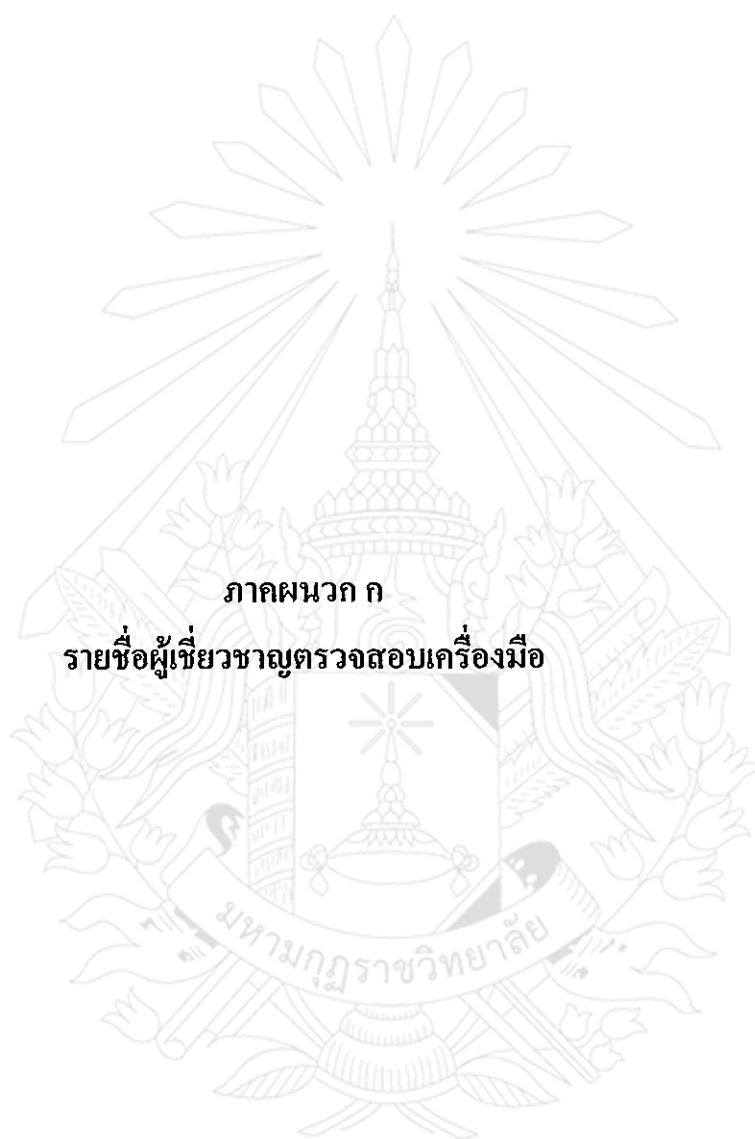 ภาคผนวก ค
รายชื่อผู้เชี่ยวชาญตรวจสอบเครื่องมือ
มหามกุฏราชวิทยาลัย